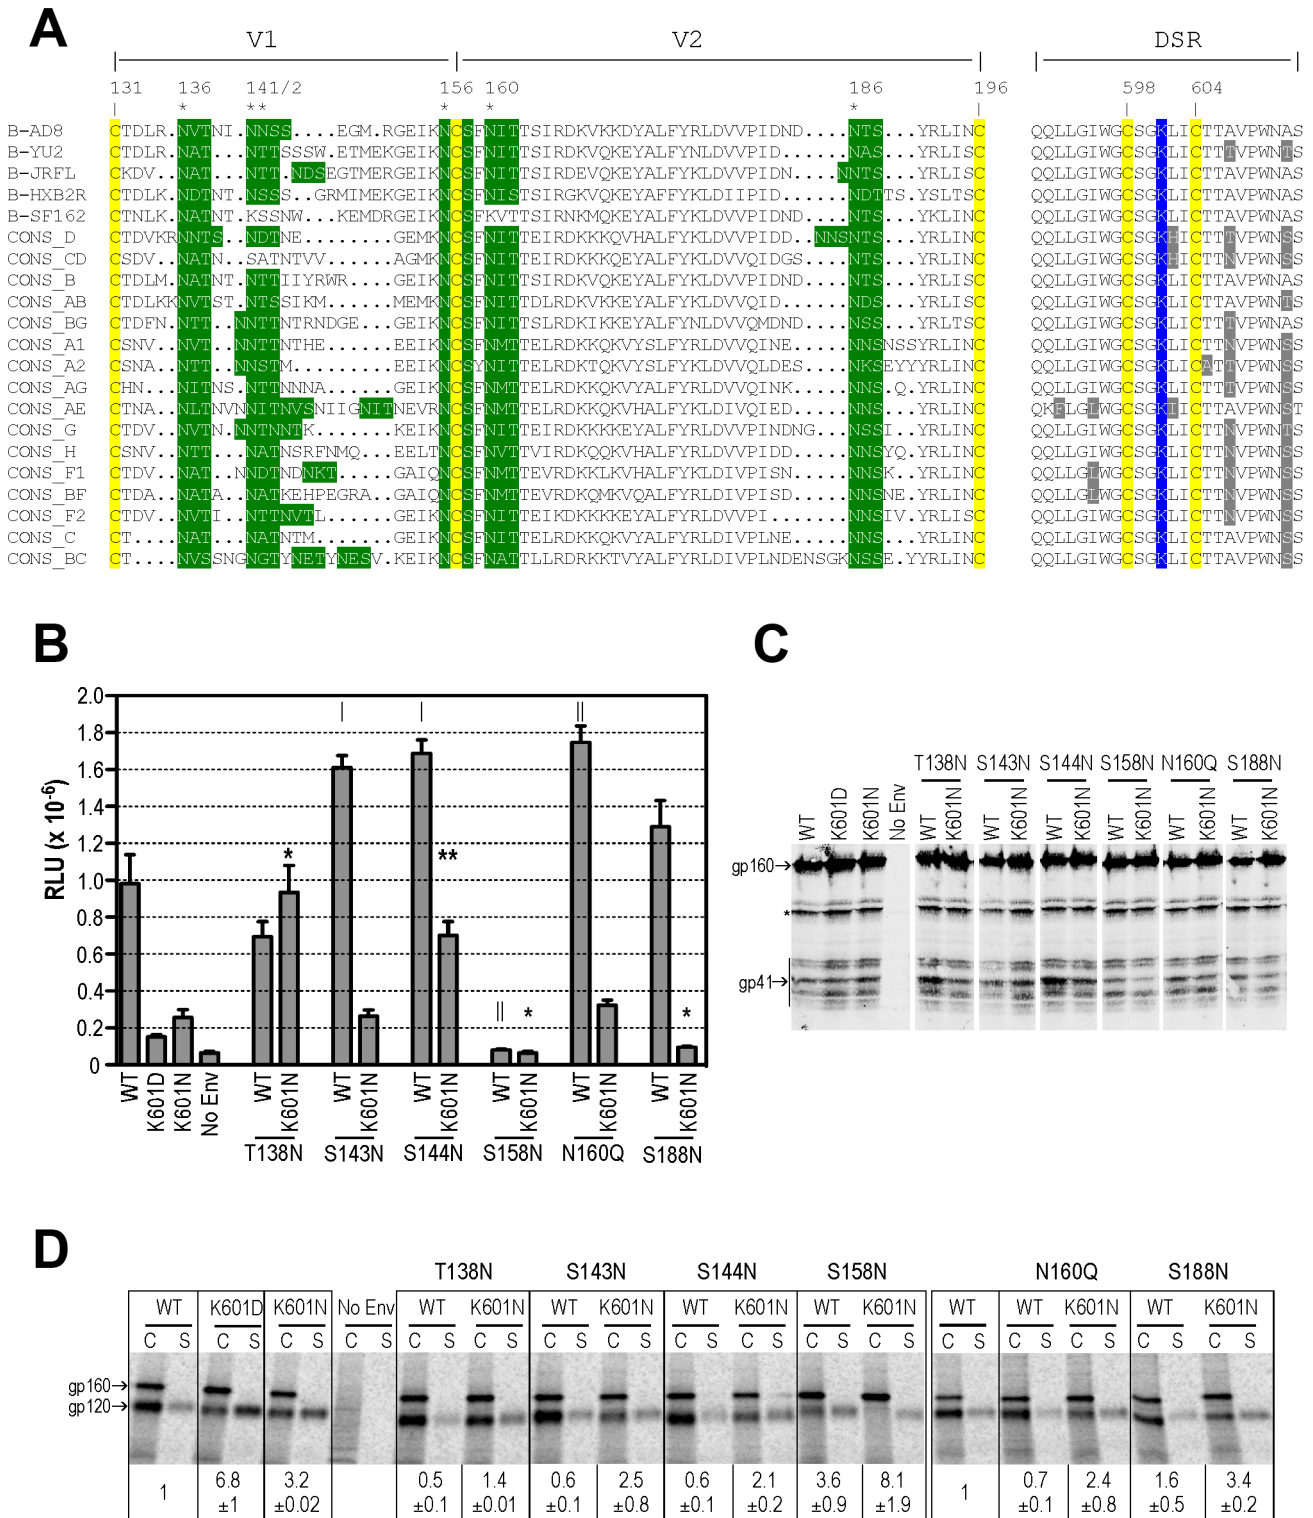 A
V1 V2 DSR
131 136 141/2 156 160 186 196 598 604
* ** * * *
B-AD8 CTDLR.NVTNI.NNSS....EGM.RGEIKNCSFNITTSIRDKVKKDYALFYRLDVVPIDND....NTS...YRLINC QQLLGIWGCSGKLICTTAVPWNAS
B-YU2 CTDLR.NAT...NTTSSSW.ETMEKGEIKNCSFNITTSIRDKVQKEYALFYNLDVVPIDND....NAS...YRLISC QQLLGIWGCSGKLICTTTVPWNTS
B-JRFL CKDV..NAT...NTT.NDSEGTMERGEIKNCSFNITTSIRDEVQKEYALFYKLDVVPIDN....NNTS...YRLISC QQLLGIWGCSGKLICTTAVPWNAS
B-HXB2R CTDLK.NDTNT.NSSS..GRMIMEKGEIKNCSFNISTSIRGKVQKEYAFFYKLDIIPID......NDTTS.YSLTSC QQLLGIWGCSGKLICTTAVPWNAS
B-SF162 CTNLK.NATNT.KSSNW..KEMDRGEIKNCSFKVTTSIRNKMQKEYALFYKLDVVPIDND....NTS...YKLINC QQLLGIWGCSGKLICTTAVPWNAS
CONS_D CTDVKRNNTS..NDTNE........GEMKNCSFNITTEIRDKKKQVHALFYKLDVVPIDD..NNSNTS...YRLINC QQLLGIWGCSGKHICTTTVPWNSS
CONS_CD CSDV..NATN..SATNTVV.....AGMKNCSFNITTEIRDKKKQEYALFYKLDVVQIDGS....NTS...YRLINC QQLLGIWGCSGKHICTTNVPWNSS
CONS_B CTDLM.NATNT.NTTIIYRWR...GEIKNCSFNITTSIRDKVQKEYALFYKLDVVPIDND....NTS...YRLISC QQLLGIWGCSGKLICTTAVPWNAS
CONS_AB CTDLKKNVTST.NTSSIKM.....MEMKNCSFNITTDLRDKVKKEYALFYKLDVVQID......NDS...YRLISC QQLLGIWGCSGKLICTTAVPWNTS
CONS_BG CTDFN.NTT..NNTTNTRNDGE...GEIKNCSFNITTSLRDKIKKEYALFYNLDVVQMDND....NSS...YRLTSC QQLLGIWGCSGKLICTTTVPWNAS
CONS_A1 CSNV..NVT..NNTTNTHE......EEIKNCSFNMTTELRDKKQKVYSLFYRLDVVQINE....NNSNSSYRLINC QQLLGIWGCSGKLICTTNVPWNSS
CONS_A2 CSNA..NTT..NNSTM.........EEIKNCSYNITTELRDKTQKVYSLFYKLDVVQLDES....NKSEYYYRLINC QQLLGIWGCSGKLICATTVPWNSS
CONS_AG CHN...NITNS.NTTNNNA......GEIKNCSFNMTTELRDKKQKVYALFYRLDVVQINK.....NNS.Q.YRLINC QQLLGIWGCSGKLICTTTVPWNSS
CONS_AE CTNA..NLTNVNNITNVSNIIGNITNEVRNCSFNMTTELRDKKQKVHALFYKLDIVQIED.....NNS...YRLINC QKFLGLWGCSGKIICTTAVPWNST
CONS_G CTDV..NVTN.NNTNNTK.......KEIKNCSFNITTEIRDKKKKEYALFYRLDVVPINDNG...NSSI..YRLINC QQLLGIWGCSGKLICTTNVPWNTS
CONS_H CSNV..NTT..NATNSRFNMQ...EELTNCSFNVTTVIRDKQQKVHALFYRLDVVPIDD....NNSYQ.YRLINC QQLLGIWGCSGKLICTTNVPWNSS
CONS_F1 CTDV..NAT..NNDTNDNKT....GAIQNCSFNMTTEVRDKKLKVHALFYKLDIVPISN.....NNSK..YRLINC QQLLGLWGCSGKLICTTNVPWNSS
CONS_BF CTDA..NATA..NATKEHPEGRA..GAIQNCSFNMTTEVRDKQMKVQALFYRLDIVPISD.....NNSNE.YRLINC QQLLGLWGCSGKLICTTNVPWNSS
CONS_F2 CTDV..NVTI..NTTNVTL......GEIKNCSFNITTEIKDKKKKEYALFYRLDVVPI.......NNSIV.YRLISC QQLLGIWGCSGKLICTTNVPWNSS
CONS_C CT....NAT...NATNTM.......GEIKNCSFNITTELRDKKQKVYALFYRLDIVPLNE.....NNS...YRLINC QQLLGIWGCSGKLICTTAVPWNSS
CONS_BC CT....NVSSNGNGTYNETYNESV.KEIKNCSFNATTLLRDRKKTVYALFYKLDIVPLNDENSGKNSSE.YYRLINC QQLLGIWGCSGKLICTTAVPWNSS
B
RLU (x 10⁻⁶)
2.0
1.8
1.6
1.4
1.2
1.0
0.8
0.6
0.4
0.2
0
| | || || * ** * *
WT K601D K601N No Env WT K601N WT K601N WT K601N WT K601N WT K601N WT K601N
T138N S143N S144N S158N N160Q S188N
C
T138N S143N S144N S158N N160Q S188N
WT K601D K601N No Env WT K601N WT K601N WT K601N WT K601N WT K601N WT K601N
gp160→
*
gp41→
D
T138N S143N S144N S158N N160Q S188N
WT K601D K601N No Env WT K601N WT K601N WT K601N WT K601N WT WT K601N WT K601N
C S C S C S C S C S C S C S C S C S C S C S C S C S C S C S C S C S
gp160→
gp120→
1 6.8 3.2 0.5 1.4 0.6 2.5 0.6 2.1 3.6 8.1 1 0.7 2.4 1.6 3.4
±1 ±0.02 ±0.1 ±0.01 ±0.1 ±0.8 ±0.1 ±0.2 ±0.9 ±1.9 ±0.1 ±0.8 ±0.5 ±0.2